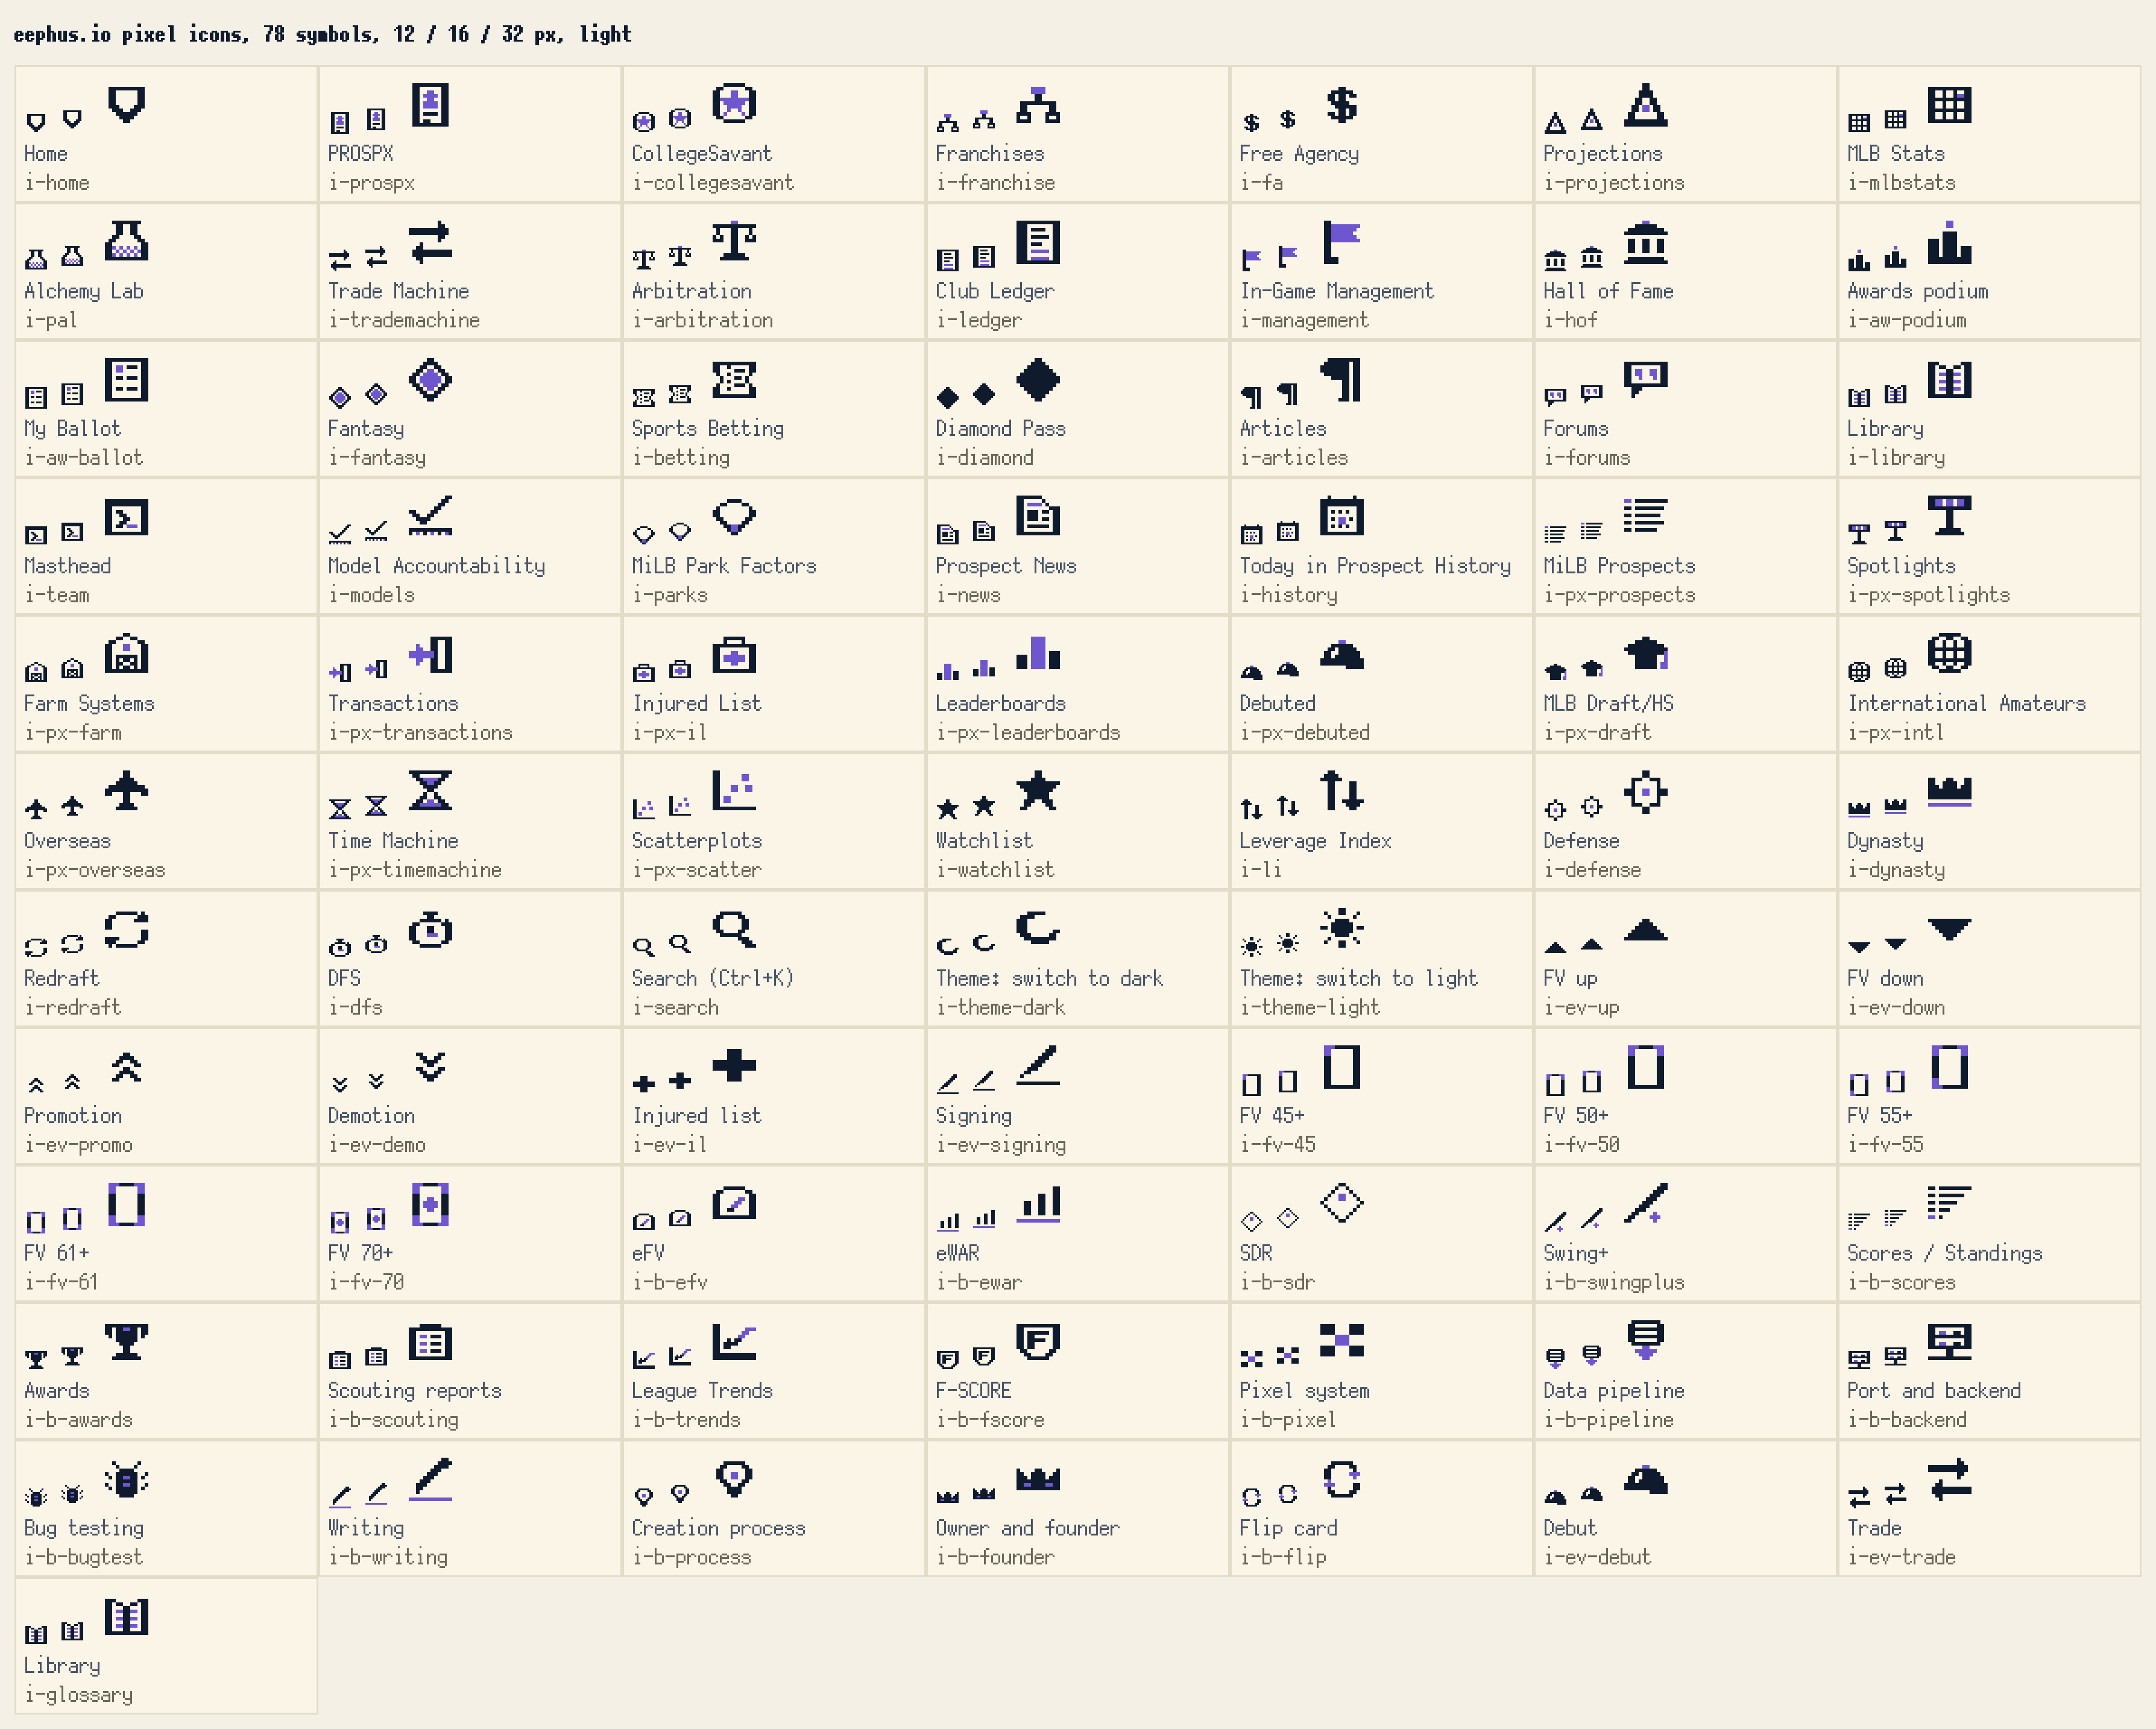 eephus.io pixel icons, 78 symbols, 12 / 16 / 32 px, light
Home
i-home
PROSPX
i-prospx
CollegeSavant
i-collegesavant
Franchises
i-franchise
Free Agency
i-fa
Projections
i-projections
MLB Stats
i-mlbstats
Alchemy Lab
i-pal
Trade Machine
i-trademachine
Arbitration
i-arbitration
Club Ledger
i-ledger
In-Game Management
i-management
Hall of Fame
i-hof
Awards podium
i-aw-podium
My Ballot
i-aw-ballot
Fantasy
i-fantasy
Sports Betting
i-betting
Diamond Pass
i-diamond
Articles
i-articles
Forums
i-forums
Library
i-library
Masthead
i-team
Model Accountability
i-models
MiLB Park Factors
i-parks
Prospect News
i-news
Today in Prospect History
i-history
MiLB Prospects
i-px-prospects
Spotlights
i-px-spotlights
Farm Systems
i-px-farm
Transactions
i-px-transactions
Injured List
i-px-il
Leaderboards
i-px-leaderboards
Debuted
i-px-debuted
MLB Draft/HS
i-px-draft
International Amateurs
i-px-intl
Overseas
i-px-overseas
Time Machine
i-px-timemachine
Scatterplots
i-px-scatter
Watchlist
i-watchlist
Leverage Index
i-li
Defense
i-defense
Dynasty
i-dynasty
Redraft
i-redraft
DFS
i-dfs
Search (Ctrl+K)
i-search
Theme: switch to dark
i-theme-dark
Theme: switch to light
i-theme-light
FV up
i-ev-up
FV down
i-ev-down
Promotion
i-ev-promo
Demotion
i-ev-demo
Injured list
i-ev-il
Signing
i-ev-signing
FV 45+
i-fv-45
FV 50+
i-fv-50
FV 55+
i-fv-55
FV 61+
i-fv-61
FV 70+
i-fv-70
eFV
i-b-efv
eWAR
i-b-ewar
SDR
i-b-sdr
Swing+
i-b-swingplus
Scores / Standings
i-b-scores
Awards
i-b-awards
Scouting reports
i-b-scouting
League Trends
i-b-trends
F-SCORE
i-b-fscore
Pixel system
i-b-pixel
Data pipeline
i-b-pipeline
Port and backend
i-b-backend
Bug testing
i-b-bugtest
Writing
i-b-writing
Creation process
i-b-process
Owner and founder
i-b-founder
Flip card
i-b-flip
Debut
i-ev-debut
Trade
i-ev-trade
Library
i-glossary